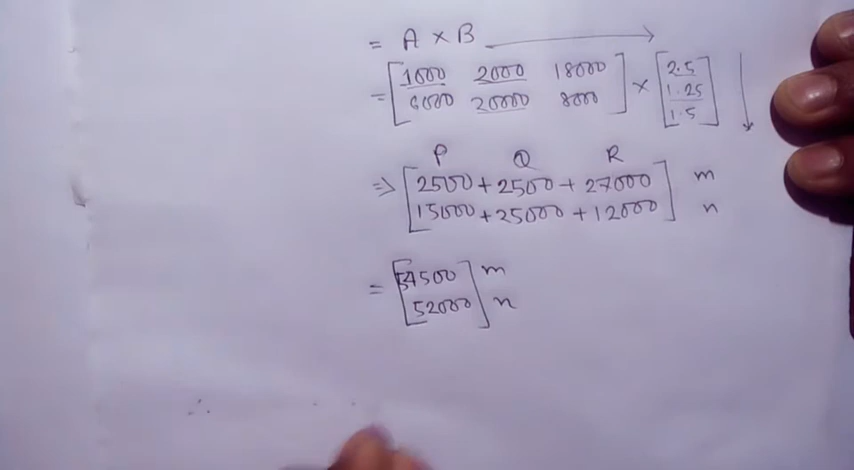 = A × B
= [1000 2000 18000] × [2.5]
[6000 20000 8000] [1.25]
[1.5]
P Q R
⇒ [2500 + 2500 + 27000] m
[15000 + 25000 + 12000] n
= [ 500] m
[52000] n